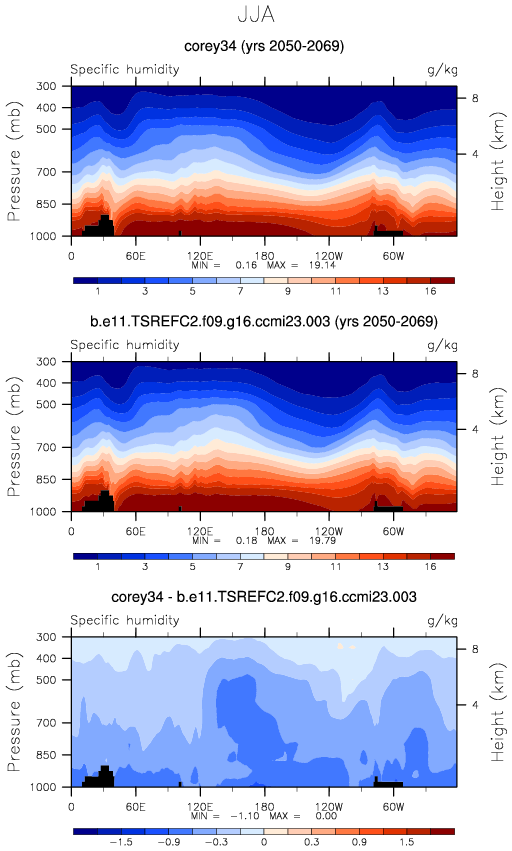 JJA
corey34 (yrs 2050-2069)
Specific humidity g/kg
300
500
700
850
1000
Pressure (mb)
8
4
Height (km)
0 60E 120E 180 120W 60W
MIN = 0.16 MAX = 19.14
1 3 5 7 9 11 13 16
b.e11.TSREFC2.f09.g16.ccmi23.003 (yrs 2050-2069)
Specific humidity g/kg
300
500
700
850
1000
Pressure (mb)
8
4
Height (km)
0 60E 120E 180 120W 60W
MIN = 0.18 MAX = 19.79
1 3 5 7 9 11 13 16
corey34 - b.e11.TSREFC2.f09.g16.ccmi23.003
Specific humidity g/kg
300
500
700
850
1000
Pressure (mb)
8
4
Height (km)
0 60E 120E 180 120W 60W
MIN = −1.10 MAX = 0.00
−1.5 −0.9 −0.3 0 0.3 0.9 1.5